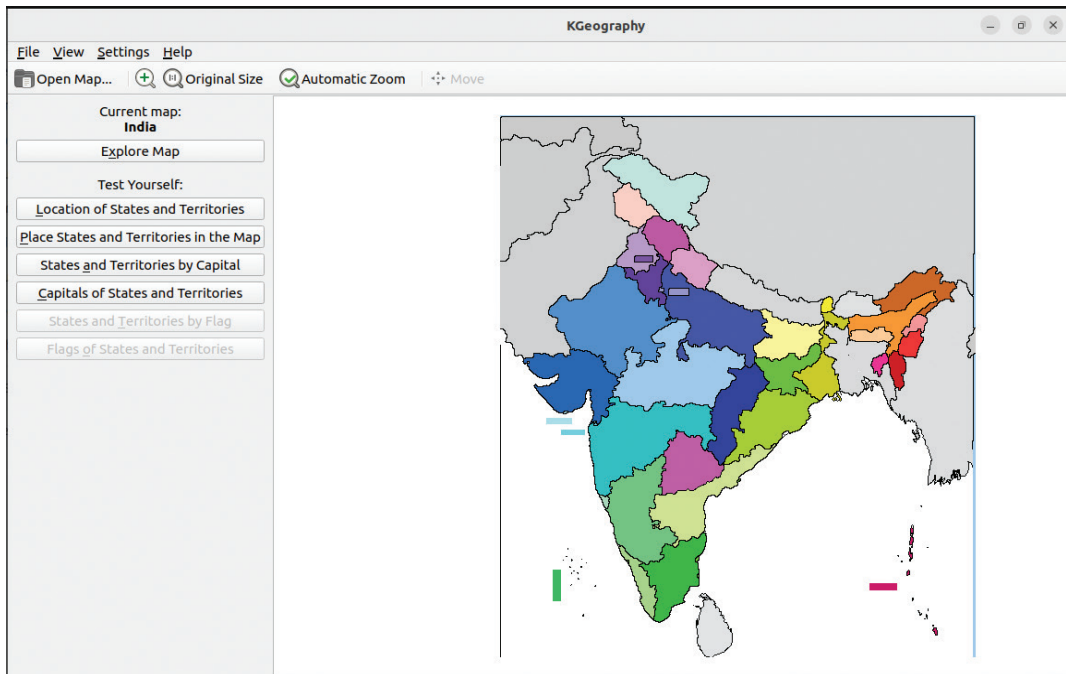 KGeography
File View Settings Help
Open Map... Original Size Automatic Zoom Move
Current map:
India
Explore Map
Test Yourself:
Location of States and Territories
Place States and Territories in the Map
States and Territories by Capital
Capitals of States and Territories
States and Territories by Flag
Flags of States and Territories